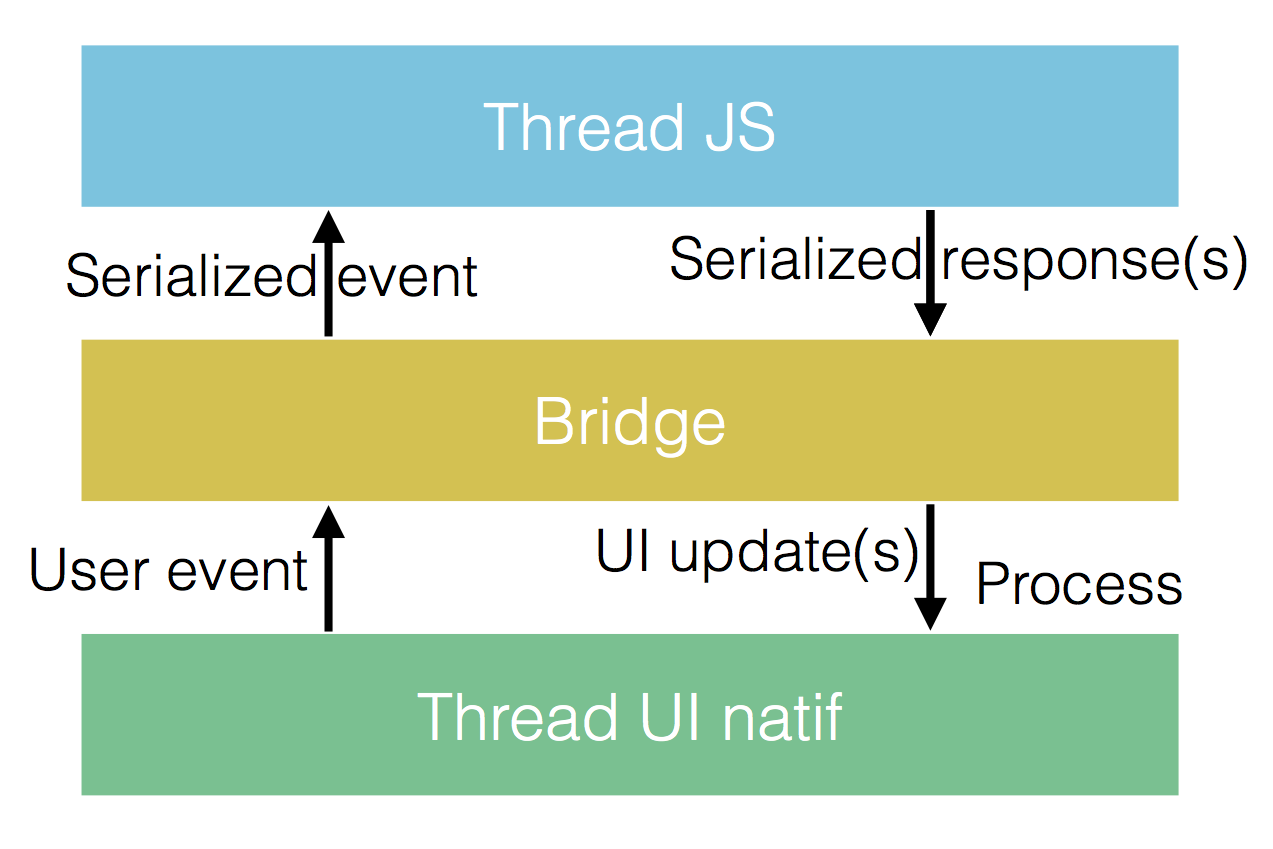 Thread JS
Serialized event
Serialized response(s)
Bridge
User event
UI update(s)
Process
Thread UI natif